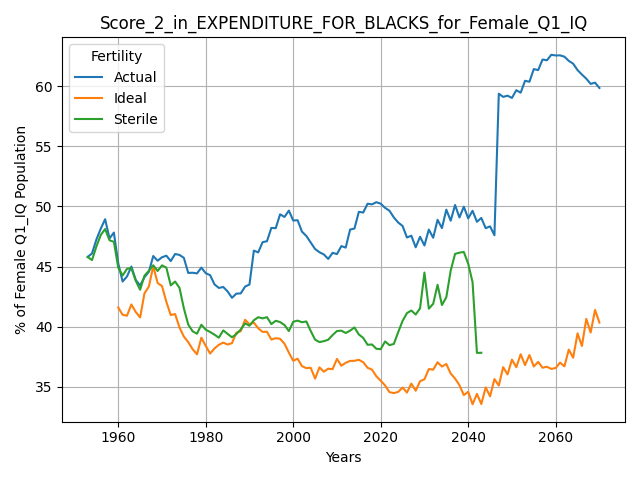 Score_2_in_EXPENDITURE_FOR_BLACKS_for_Female_Q1_IQ
Fertility
Actual
Ideal
Sterile
% of Female Q1_IQ Population
60
55
50
45
40
35
1960
1980
2000
2020
2040
2060
Years